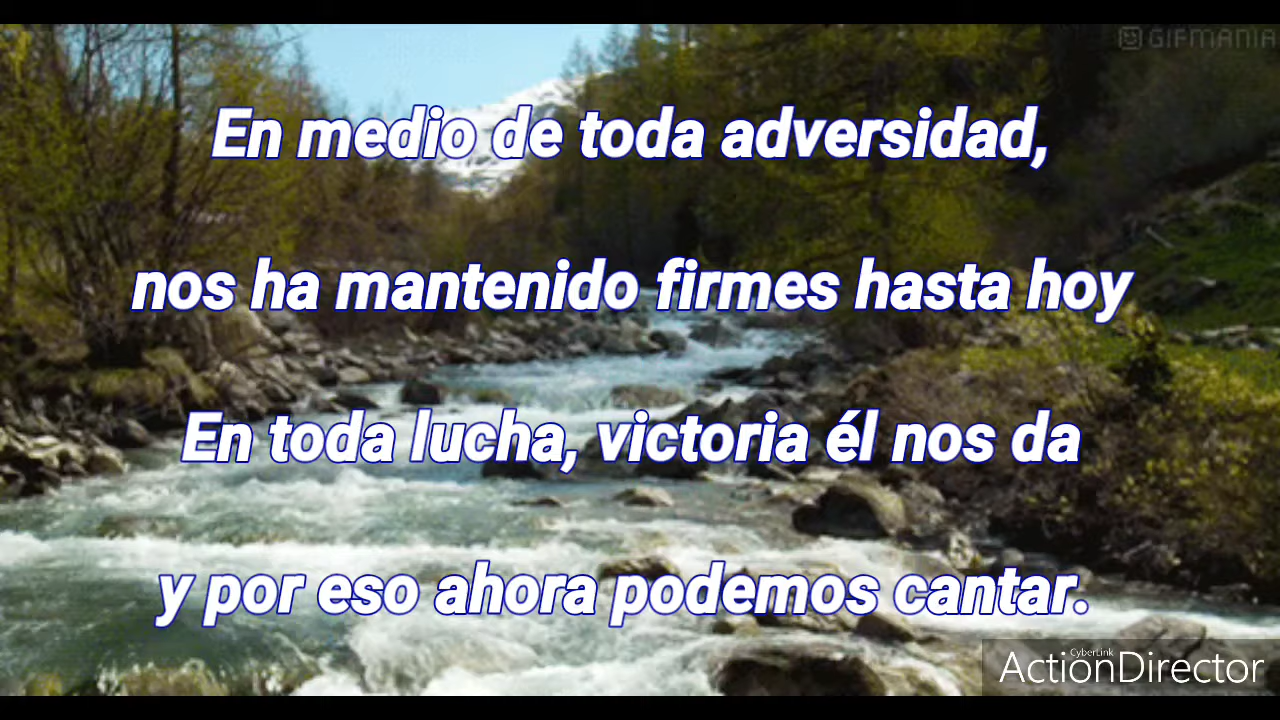 GIFMANIA
En medio de toda adversidad,
nos ha mantenido firmes hasta hoy
En toda lucha, victoria él nos da
y por eso ahora podemos cantar.
CyberLink
ActionDirector